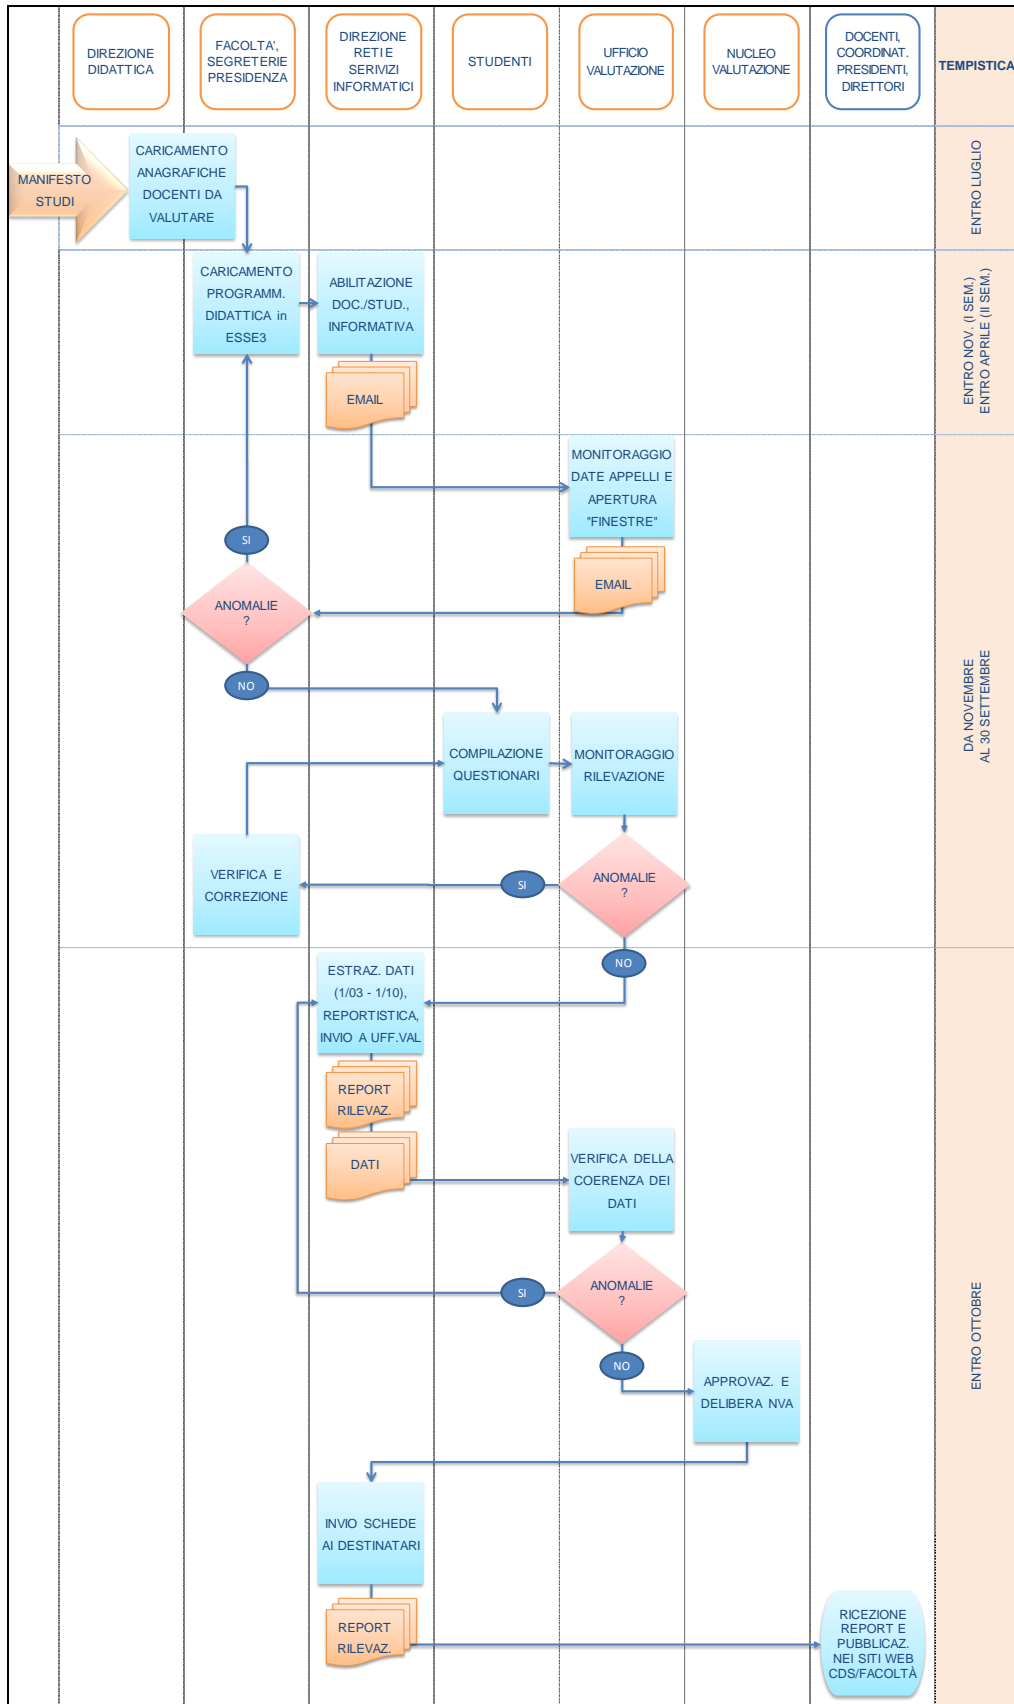 DIREZIONE
DIDATTICA
FACOLTA',
SEGRETERIE
PRESIDENZA
DIREZIONE
RETI E
SERIVIZI
INFORMATICI
STUDENTI
UFFICIO
VALUTAZIONE
NUCLEO
VALUTAZIONE
DOCENTI,
COORDINAT.
PRESIDENTI,
DIRETTORI
TEMPISTICA
MANIFESTO
STUDI
CARICAMENTO
ANAGRAFICHE
DOCENTI DA
VALUTARE
ENTRO LUGLIO
CARICAMENTO
PROGRAMM.
DIDATTICA in
ESSE3
ABILITAZIONE
DOC./STUD.,
INFORMATIVA
EMAIL
ENTRO NOV. (I SEM.)
ENTRO APRILE (II SEM.)
MONITORAGGIO
DATE APPELLI E
APERTURA
"FINESTRE"
EMAIL
SI
ANOMALIE
?
NO
COMPILAZIONE
QUESTIONARI
MONITORAGGIO
RILEVAZIONE
DA NOVEMBRE
AL 30 SETTEMBRE
VERIFICA E
CORREZIONE
SI
ANOMALIE
?
NO
ESTRAZ. DATI
(1/03 - 1/10),
REPORTISTICA,
INVIO A UFF.VAL
REPORT
RILEVAZ.
DATI
VERIFICA DELLA
COERENZA DEI
DATI
SI
ANOMALIE
?
NO
APPROVAZ. E
DELIBERA NVA
ENTRO OTTOBRE
INVIO SCHEDE
AI DESTINATARI
REPORT
RILEVAZ.
RICEZIONE
REPORT E
PUBBLICAZ.
NEI SITI WEB
CDS/FACOLTÀ